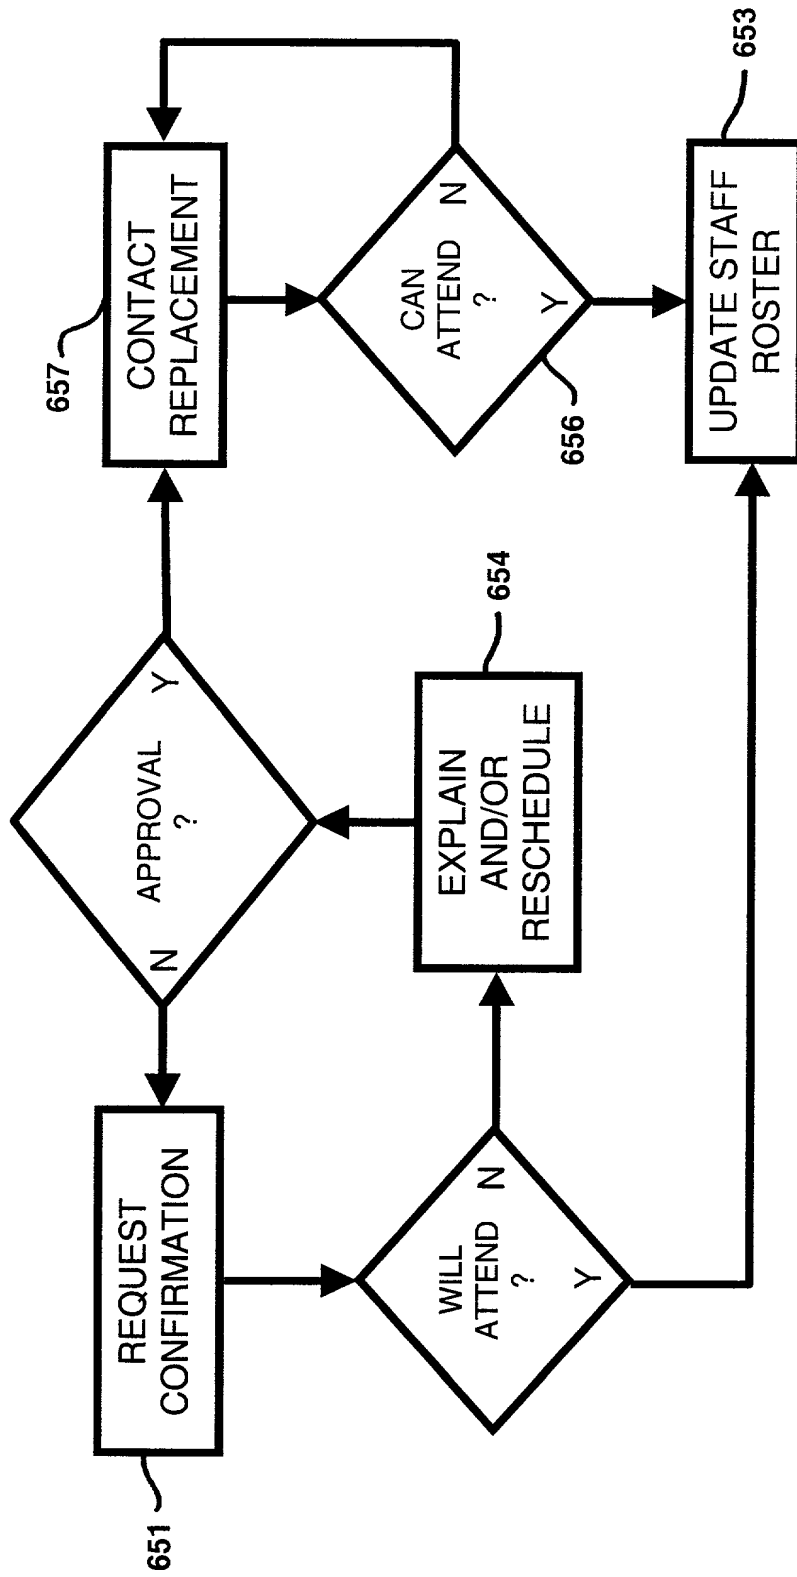 651
REQUEST
CONFIRMATION
N
APPROVAL
?
Y
657
CONTACT
REPLACEMENT
WILL
ATTEND
?
N
Y
EXPLAIN
AND/OR
RESCHEDULE
654
CAN
ATTEND
?
N
Y
656
UPDATE STAFF
ROSTER
653